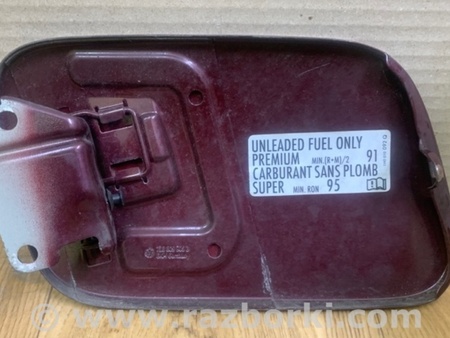 UNLEADED FUEL ONLY
PREMIUM MIN.(R+M)/2 91
CARBURANT SANS PLOMB
SUPER MIN. RON 95
www.razborki.com